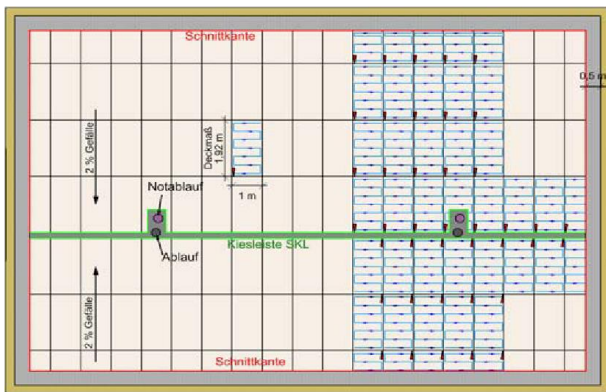 Schnittkante
0,5 m
2 % Gefälle
Deckmaß
1,92 m
1 m
Notablauf
Kiesleiste SKL
Ablauf
2 % Gefälle
Schnittkante